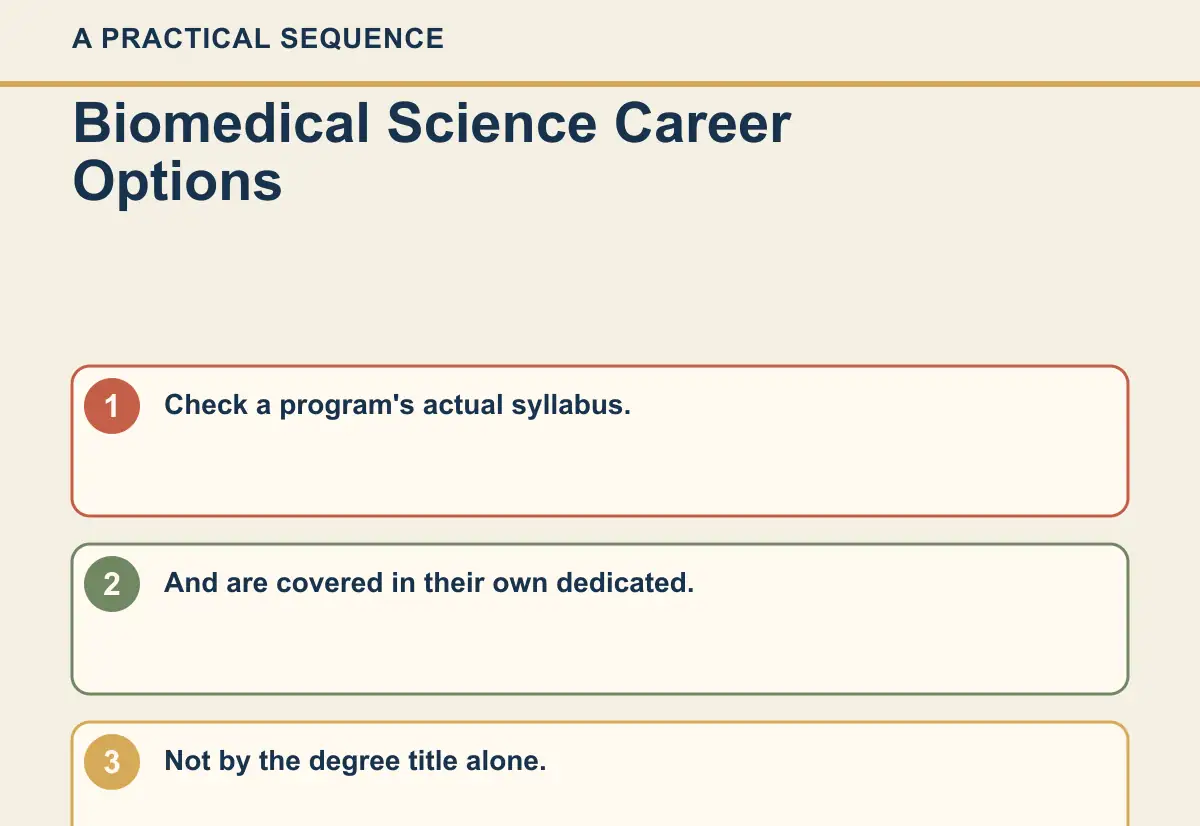 A PRACTICAL SEQUENCE
Biomedical Science Career
Options
1
Check a program's actual syllabus.
2
And are covered in their own dedicated.
3
Not by the degree title alone.